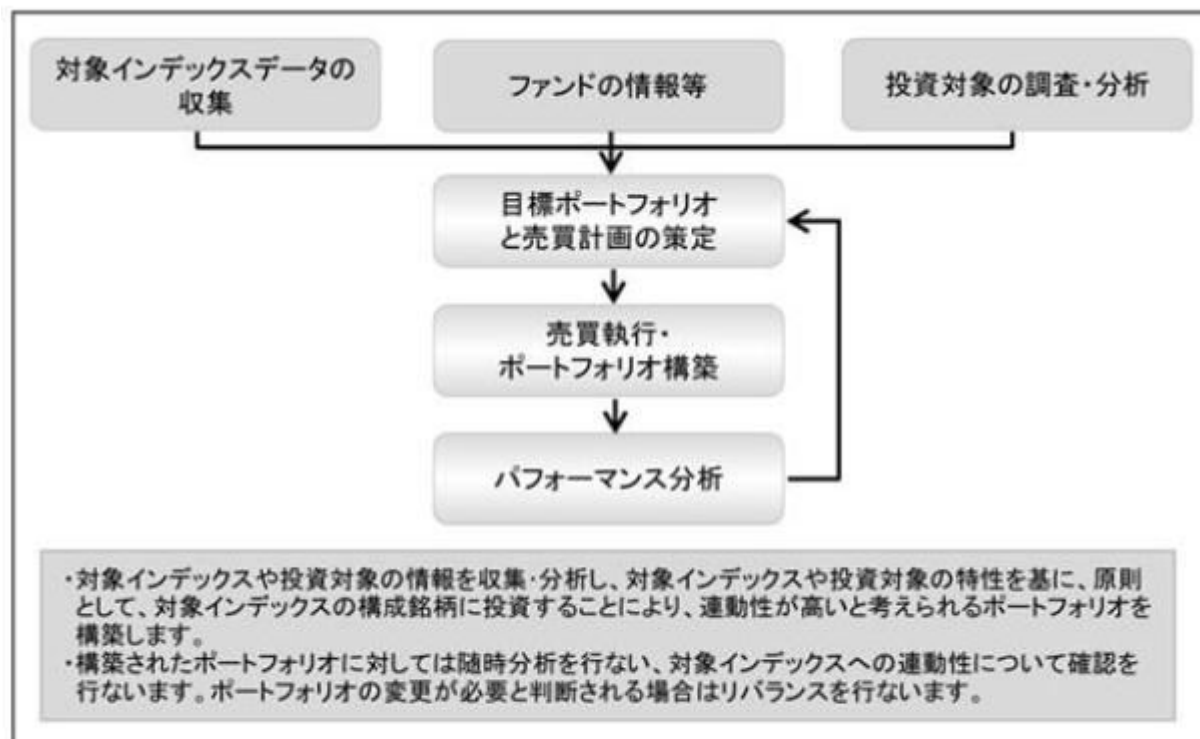 対象インデックスデータの
収集
ファンドの情報等
投資対象の調査・分析
目標ポートフォリオ
と売買計画の策定
売買執行・
ポートフォリオ構築
パフォーマンス分析
・対象インデックスや投資対象の情報を収集・分析し、対象インデックスや投資対象の特性を基に、原則
として、対象インデックスの構成銘柄に投資することにより、連動性が高いと考えられるポートフォリオを
構築します。
・構築されたポートフォリオに対しては随時分析を行ない、対象インデックスへの連動性について確認を
行ないます。ポートフォリオの変更が必要と判断される場合はリバランスを行ないます。